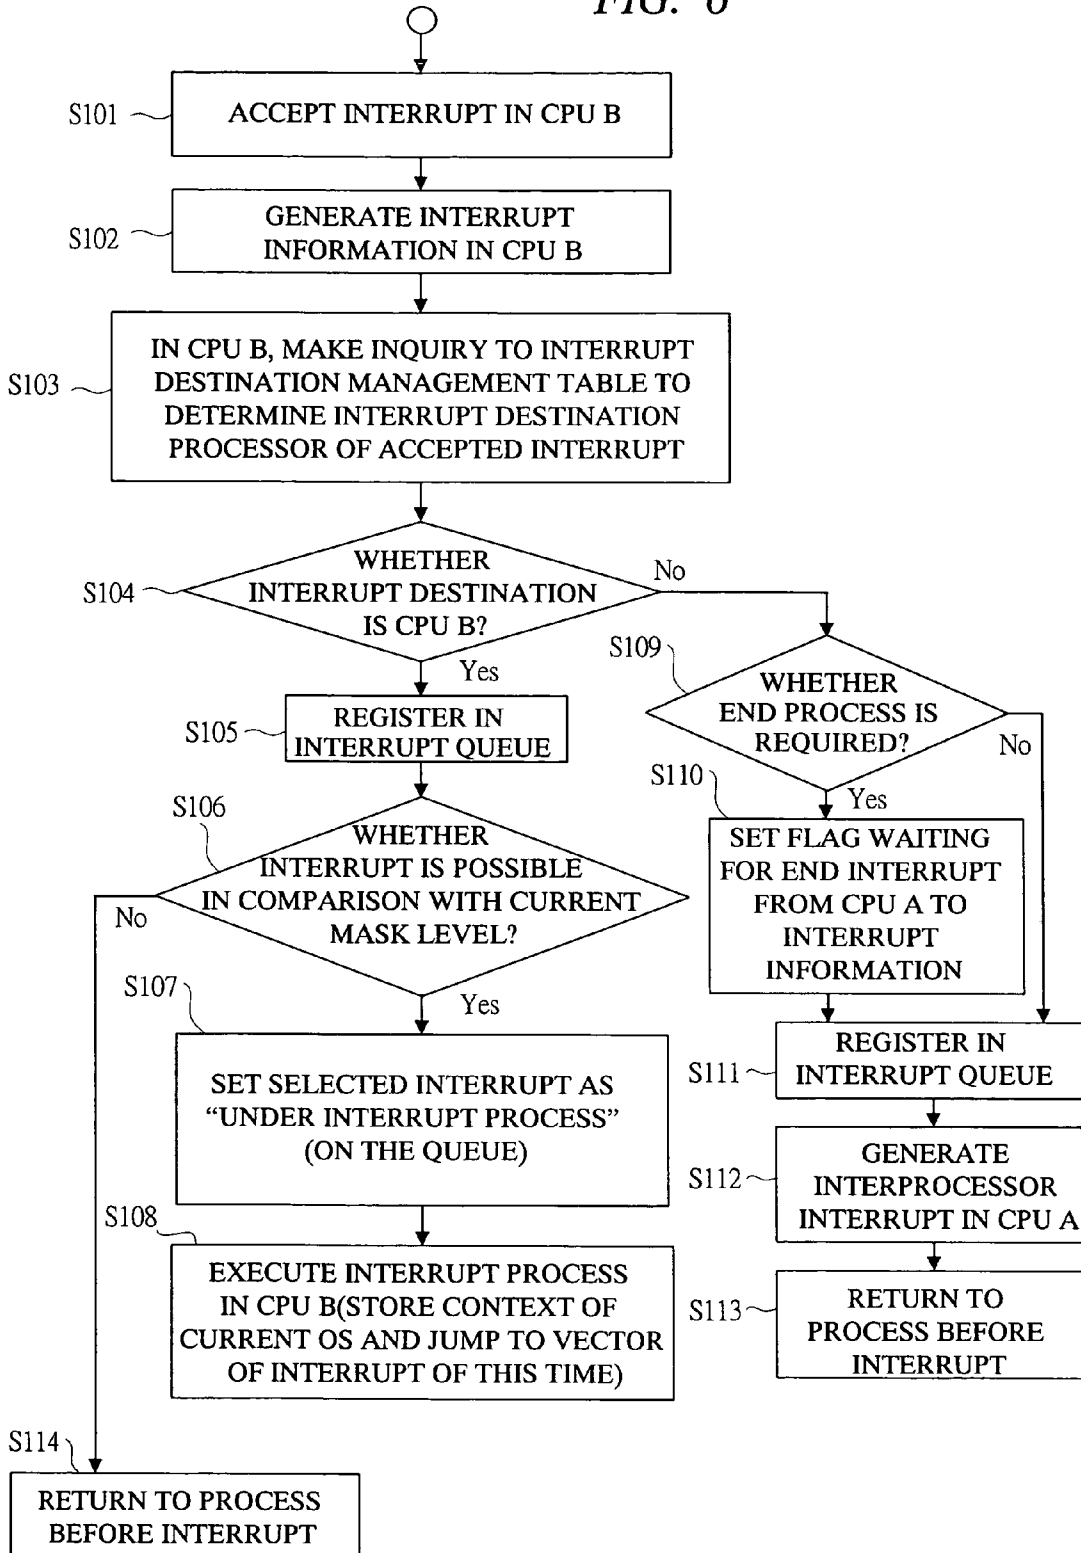 FIG. 6
S101
ACCEPT INTERRUPT IN CPU B
S102
GENERATE INTERRUPT
INFORMATION IN CPU B
S103
IN CPU B, MAKE INQUIRY TO INTERRUPT
DESTINATION MANAGEMENT TABLE TO
DETERMINE INTERRUPT DESTINATION
PROCESSOR OF ACCEPTED INTERRUPT
S104
WHETHER
INTERRUPT DESTINATION
IS CPU B?
No
Yes
S105
REGISTER IN
INTERRUPT QUEUE
S106
WHETHER
INTERRUPT IS POSSIBLE
IN COMPARISON WITH CURRENT
MASK LEVEL?
No
Yes
S107
SET SELECTED INTERRUPT AS
“UNDER INTERRUPT PROCESS”
(ON THE QUEUE)
S108
EXECUTE INTERRUPT PROCESS
IN CPU B(STORE CONTEXT OF
CURRENT OS AND JUMP TO VECTOR
OF INTERRUPT OF THIS TIME)
S109
WHETHER
END PROCESS IS
REQUIRED?
No
Yes
S110
SET FLAG WAITING
FOR END INTERRUPT
FROM CPU A TO
INTERRUPT
INFORMATION
S111
REGISTER IN
INTERRUPT QUEUE
S112
GENERATE
INTERPROCESSOR
INTERRUPT IN CPU A
S113
RETURN TO
PROCESS BEFORE
INTERRUPT
S114
RETURN TO PROCESS
BEFORE INTERRUPT